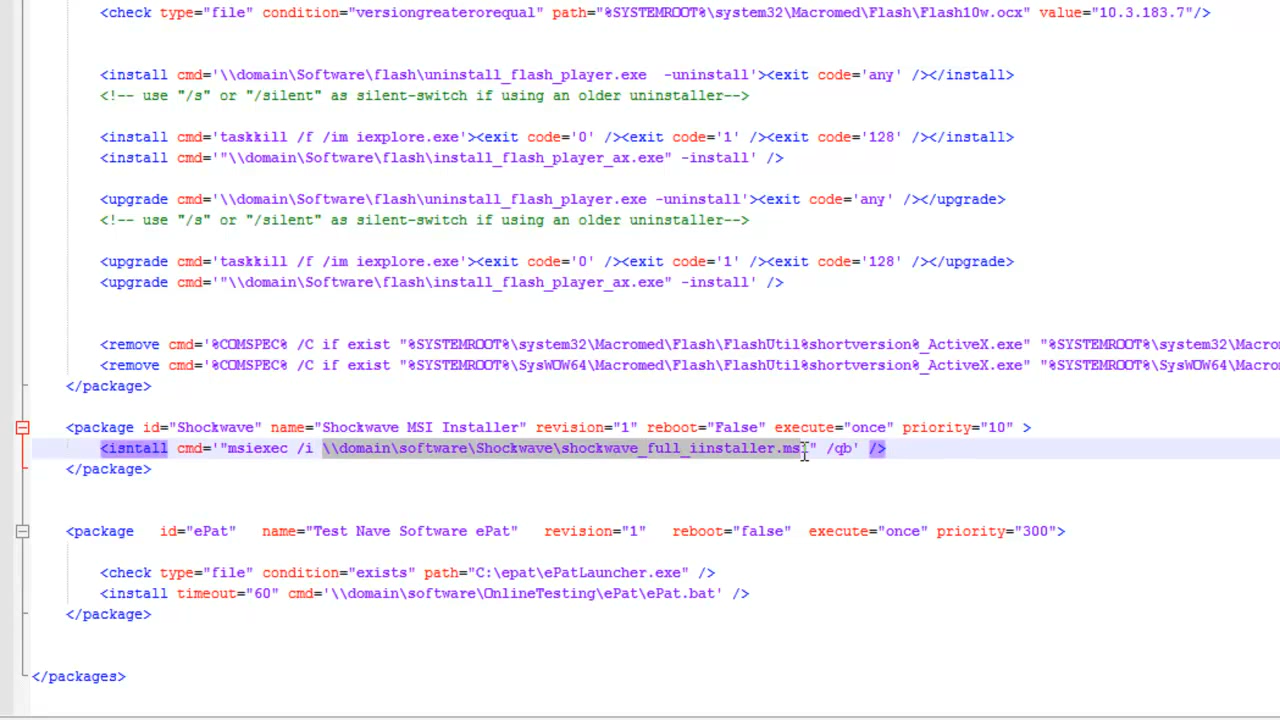 <check type="file" condition="versiongreaterorequal" path="%SYSTEMROOT%\system32\Macromed\Flash\Flash10w.ocx" value="10.3.183.7"/>
<install cmd='\\domain\Software\flash\uninstall_flash_player.exe  -uninstall'><exit code='any' /></install>
<!-- use "/s" or "/silent" as silent-switch if using an older uninstaller-->
<install cmd='taskkill /f /im iexplore.exe'><exit code='0' /><exit code='1' /><exit code='128' /></install>
<install cmd='"\\domain\Software\flash\install_flash_player_ax.exe" -install' />
<upgrade cmd='\\domain\Software\flash\uninstall_flash_player.exe -uninstall'><exit code='any' /></upgrade>
<!-- use "/s" or "/silent" as silent-switch if using an older uninstaller-->
<upgrade cmd='taskkill /f /im iexplore.exe'><exit code='0' /><exit code='1' /><exit code='128' /></upgrade>
<upgrade cmd='"\\domain\Software\flash\install_flash_player_ax.exe" -install' />
<remove cmd='%COMSPEC% /C if exist "%SYSTEMROOT%\system32\Macromed\Flash\FlashUtil%shortversion%_ActiveX.exe" "%SYSTEMROOT%\system32\Macro
<remove cmd='%COMSPEC% /C if exist "%SYSTEMROOT%\SysWOW64\Macromed\Flash\FlashUtil%shortversion%_ActiveX.exe" "%SYSTEMROOT%\SysWOW64\Macro
</package>
<package id="Shockwave" name="Shockwave MSI Installer" revision="1" reboot="False" execute="once" priority="10" >
<isntall cmd='"msiexec /i \\domain\software\Shockwave\shockwave_full_iinstaller.msi" /qb' />
</package>
<package   id="ePat"   name="Test Nave Software ePat"   revision="1"   reboot="false"  execute="once" priority="300">
<check type="file" condition="exists" path="C:\epat\ePatLauncher.exe" />
<install timeout="60" cmd='\\domain\software\OnlineTesting\ePat\ePat.bat' />
</package>
</packages>